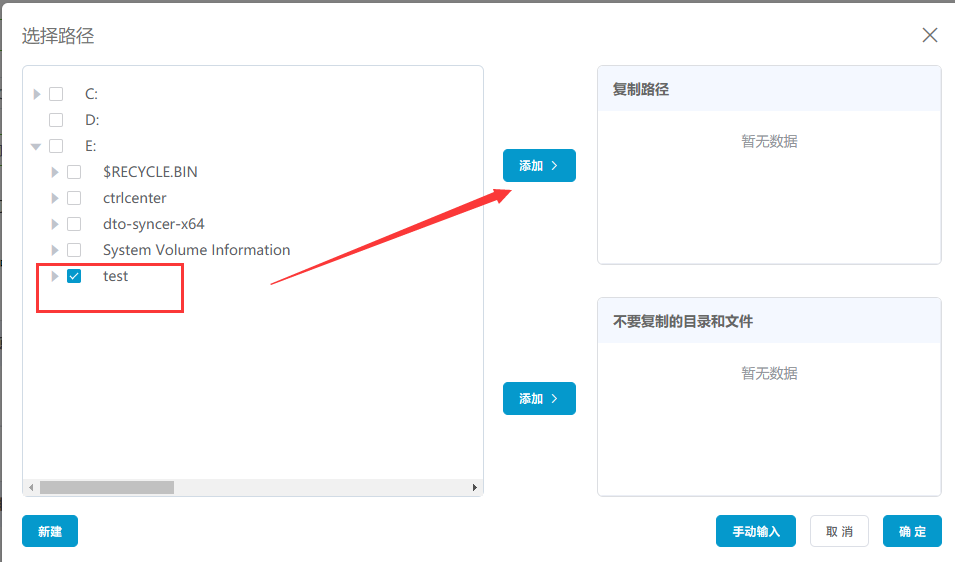 选择路径
C:
D:
E:
$RECYCLE.BIN
ctrlcenter
dto-syncer-x64
System Volume Information
test
添加
添加
复制路径
暂无数据
不要复制的目录和文件
暂无数据
新建
手动输入
取 消
确 定